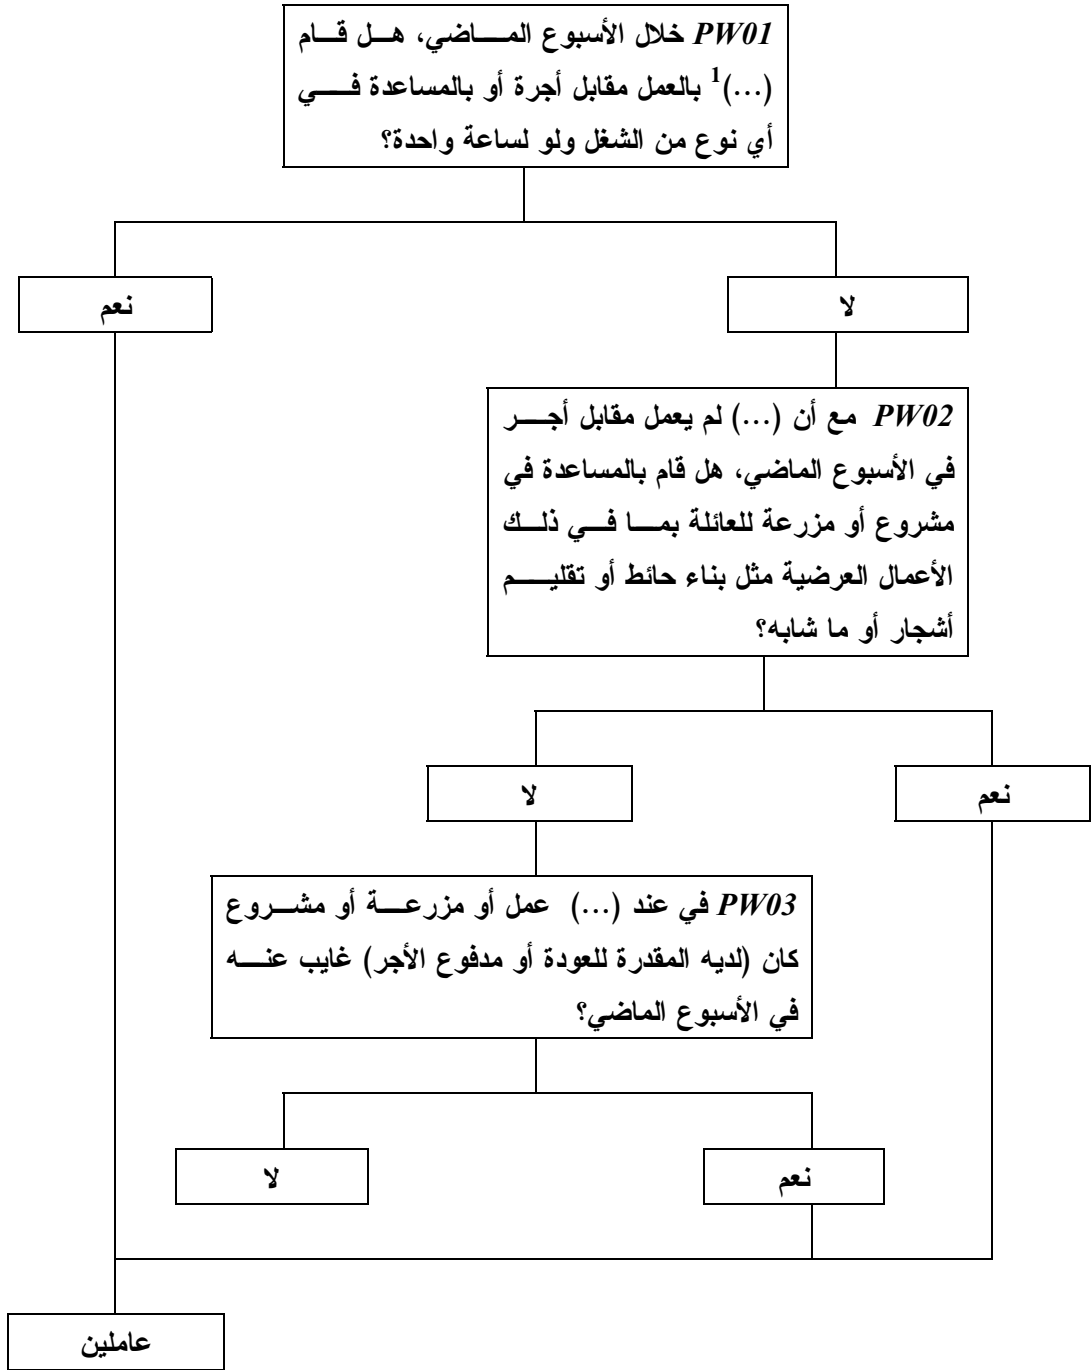 PW01 خلال الأسبوع الماضي، هل قام
(...)1 بالعمل مقابل أجرة أو بالمساعدة في
أي نوع من الشغل ولو لساعة واحدة؟
نعم
لا
PW02 مع أن (...) لم يعمل مقابل أجر
في الأسبوع الماضي، هل قام بالمساعدة في
مشروع أو مزرعة للعائلة بما في ذلك
الأعمال العرضية مثل بناء حائط أو تقليم
أشجار أو ما شابه؟
لا
نعم
PW03 في عند (...) عمل أو مزرعة أو مشروع
كان (لديه المقدرة للعودة أو مدفوع الأجر) غايب عنه
في الأسبوع الماضي؟
لا
نعم
عاملين